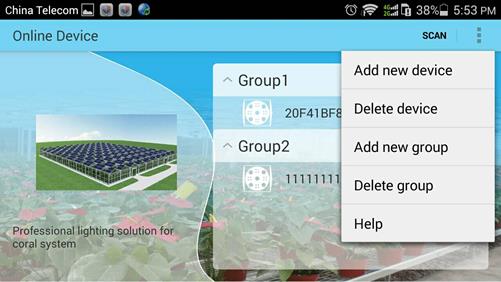 China Telecom 4G 2G 38% 5:53 PM
Online Device SCAN
Group1
20F41BF8
Group2
11111111
Professional lighting solution for
coral system
Add new device
Delete device
Add new group
Delete group
Help